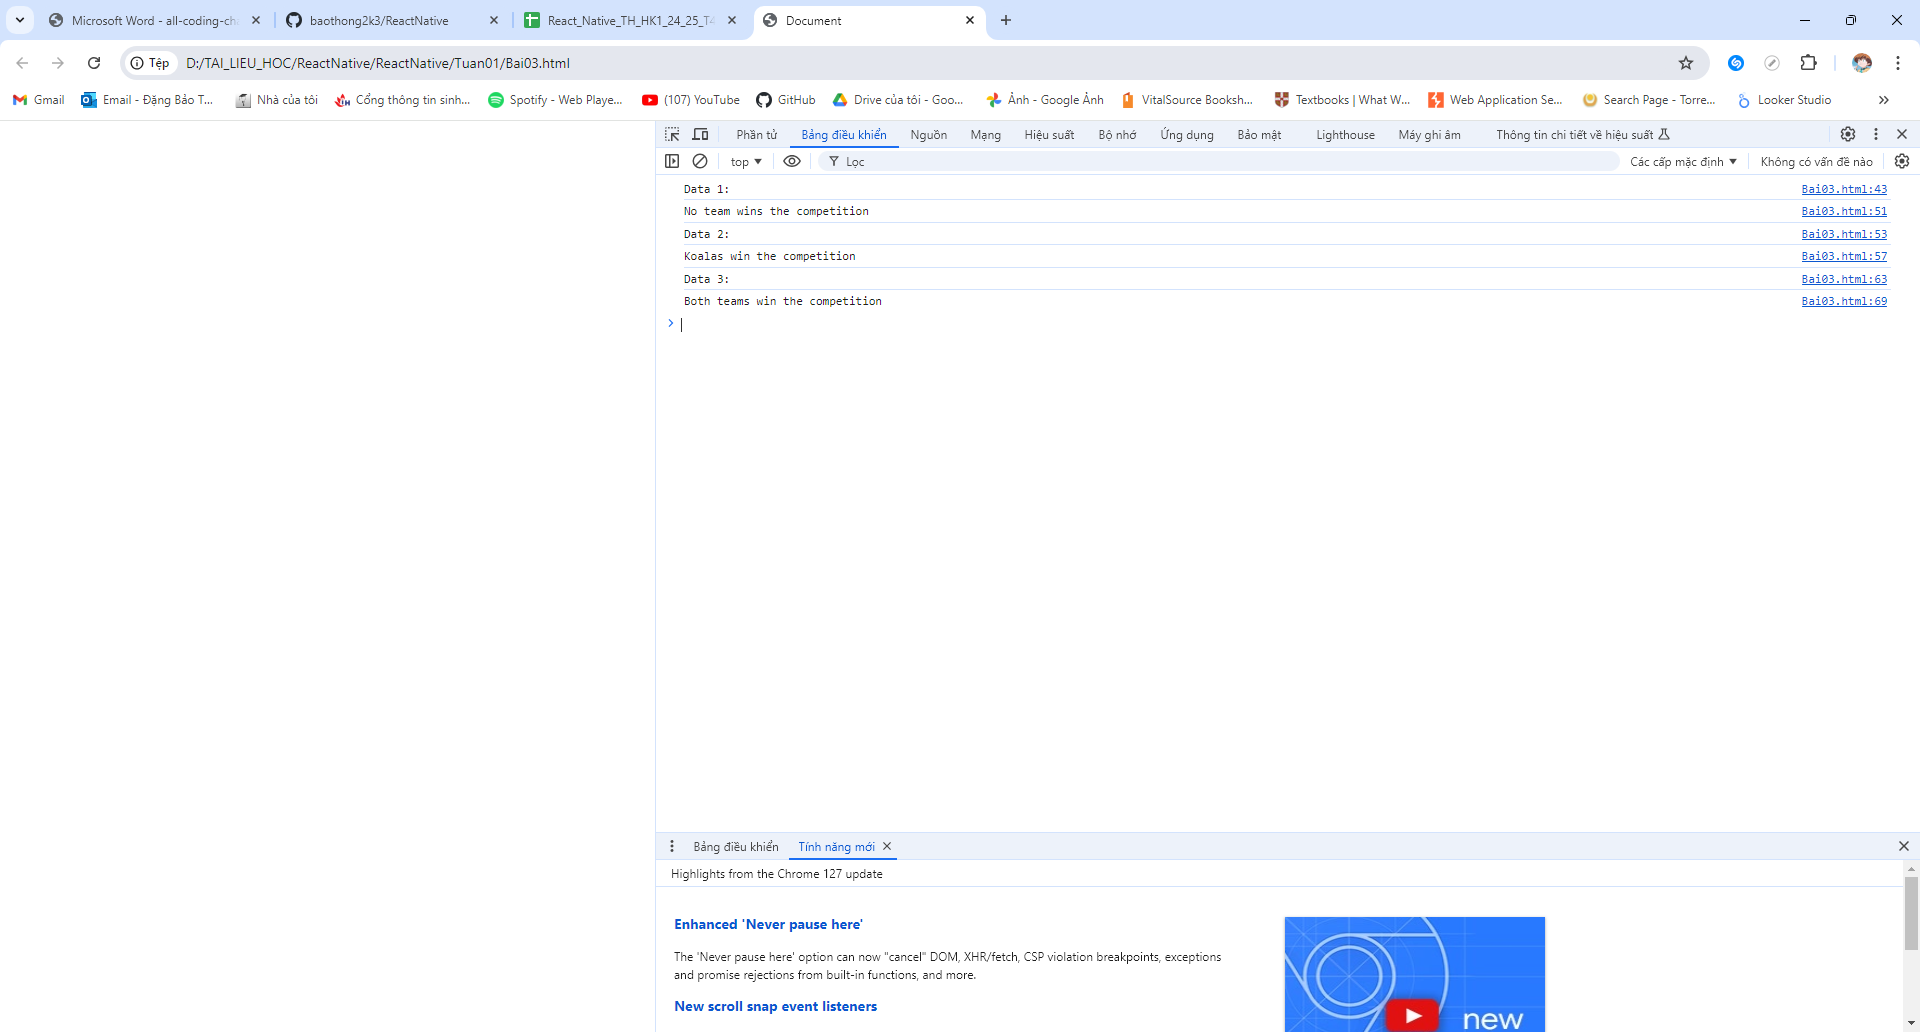 Microsoft Word - all-coding-cha
baothong2k3/ReactNative
React_Native_TH_HK1_24_25_T4
Document
Tệp
D:/TAI_LIEU_HOC/ReactNative/ReactNative/Tuan01/Bai03.html
Gmail
Email - Đặng Bảo T...
Nhà của tôi
Cổng thông tin sinh...
Spotify - Web Playe...
(107) YouTube
GitHub
Drive của tôi - Goo...
Ảnh - Google Ảnh
VitalSource Booksh...
Textbooks | What W...
Web Application Se...
Search Page - Torre...
Looker Studio
Phần tử
Bảng điều khiển
Nguồn
Mạng
Hiệu suất
Bộ nhớ
Ứng dụng
Bảo mật
Lighthouse
Máy ghi âm
Thông tin chi tiết về hiệu suất
top
Lọc
Các cấp mặc định
Không có vấn đề nào
Data 1: Bai03.html:43
No team wins the competition Bai03.html:51
Data 2: Bai03.html:53
Koalas win the competition Bai03.html:57
Data 3: Bai03.html:63
Both teams win the competition Bai03.html:69
Bảng điều khiển
Tính năng mới
Highlights from the Chrome 127 update
Enhanced 'Never pause here'
The 'Never pause here' option can now "cancel" DOM, XHR/fetch, CSP violation breakpoints, exceptions
and promise rejections from built-in functions, and more.
New scroll snap event listeners
new